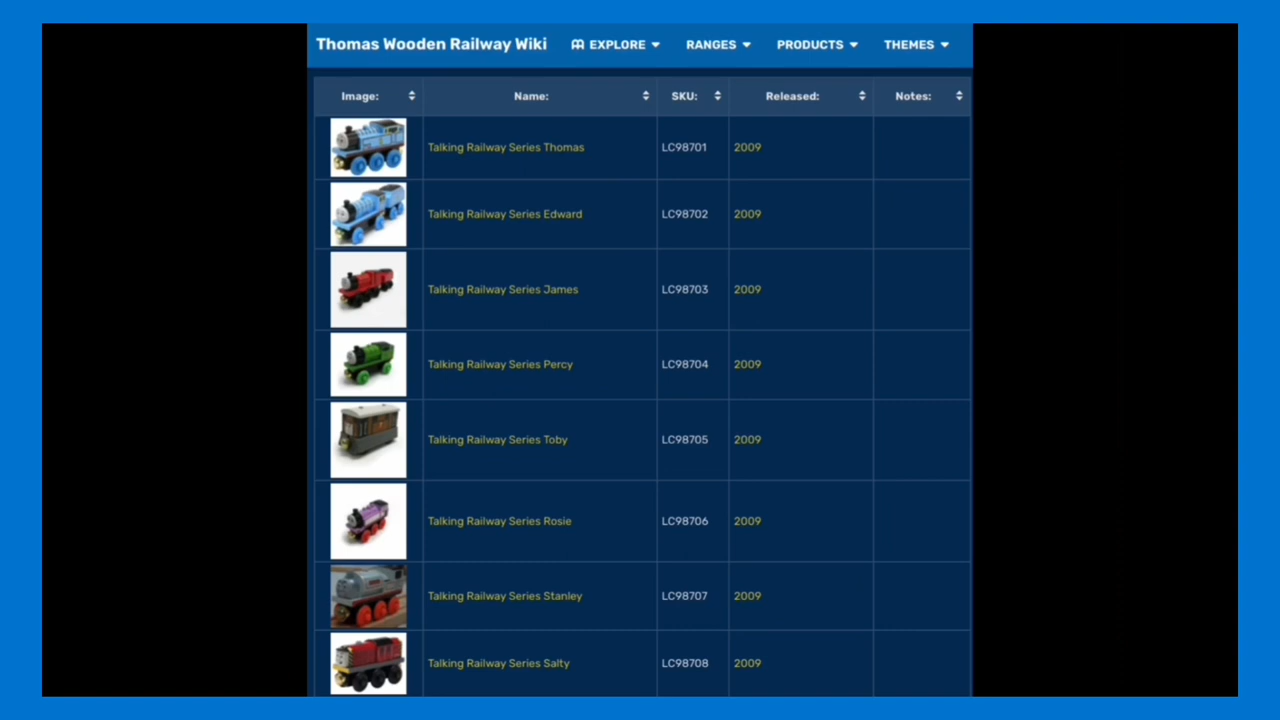 Thomas Wooden Railway Wiki EXPLORE RANGES PRODUCTS THEMES
Image: Name: SKU: Released: Notes:
Talking Railway Series Thomas LC98701 2009
Talking Railway Series Edward LC98702 2009
Talking Railway Series James LC98703 2009
Talking Railway Series Percy LC98704 2009
Talking Railway Series Toby LC98705 2009
Talking Railway Series Rosie LC98706 2009
Talking Railway Series Stanley LC98707 2009
Talking Railway Series Salty LC98708 2009